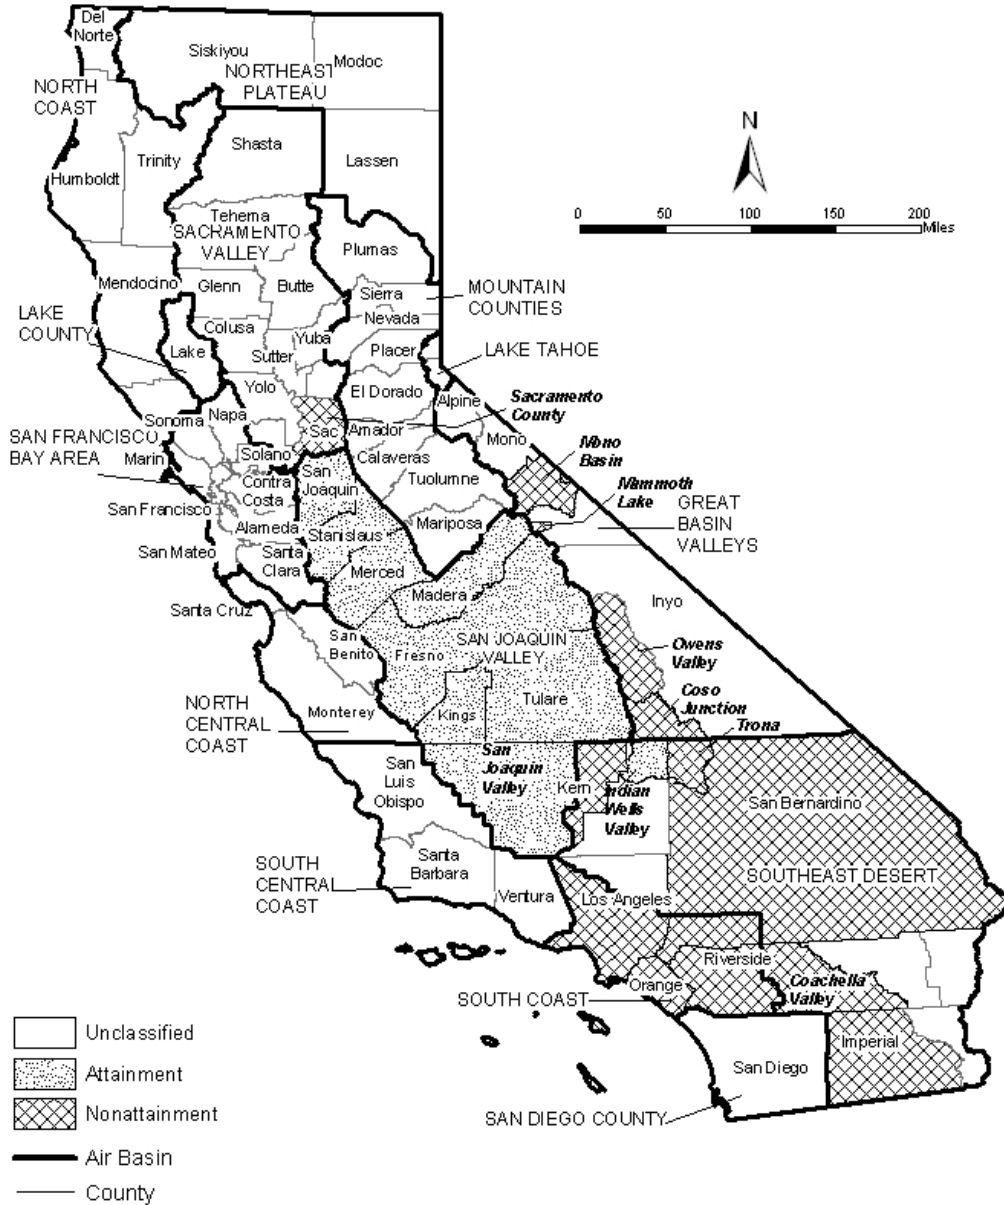 Del
Norte
Siskiyou
Modoc
NORTHEAST
PLATEAU
NORTH
COAST
Shasta
Trinity
Lassen
Humboldt
N
0 50 100 150 200
Miles
Tehema
SACRAMENTO
VALLEY
Plumas
Mendocino
Glenn
Butte
Sierra
MOUNTAIN
COUNTIES
LAKE
COUNTY
Colusa
Nevada
Yuba
Lake
Sutter
Placer
LAKE TAHOE
Yolo
El Dorado
Alpine
Sacramento
County
Sonoma
Napa
Sac
Amador
Mono
Mono
Basin
SAN FRANCISCO
BAY AREA
Marin
Solano
Calaveras
San
Joaquin
Contra
Costa
Tuolumne
Mammoth
Lake
GREAT
BASIN
VALLEYS
San Francisco
Alameda
Stanislaus
Mariposa
San Mateo
Santa
Clara
Merced
Madera
Inyo
Santa Cruz
San
Benito
Fresno
SAN JOAQUIN
VALLEY
Owens
Valley
Tulare
Coso
Junction
NORTH
CENTRAL
COAST
Monterey
Kings
Trona
San
Joaquin
Valley
San
Luis
Obispo
Kern
Indian
Wells
Valley
San Bernardino
SOUTH
CENTRAL
COAST
Santa
Barbara
Ventura
Los Angeles
SOUTHEAST DESERT
Riverside
Coachella
Valley
Orange
SOUTH COAST
Imperial
San Diego
SAN DIEGO COUNTY
Unclassified
Attainment
Nonattainment
Air Basin
County